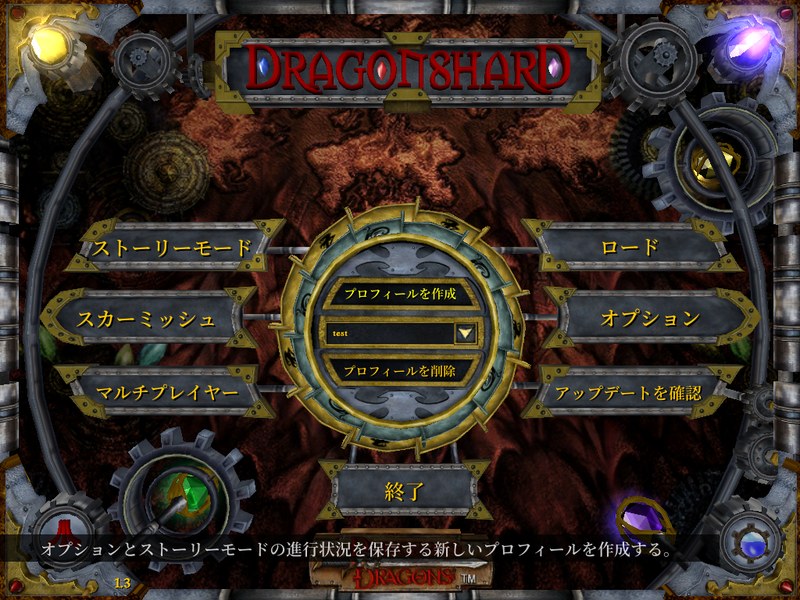 DRAGONSHARD
ストーリーモード
ロード
プロフィールを作成
スカーミッシュ
test
オプション
プロフィールを削除
マルチプレイヤー
アップデートを確認
終了
オプションとストーリーモードの進行状況を保存する新しいプロフィールを作成する。
DRAGONS TM
1.3